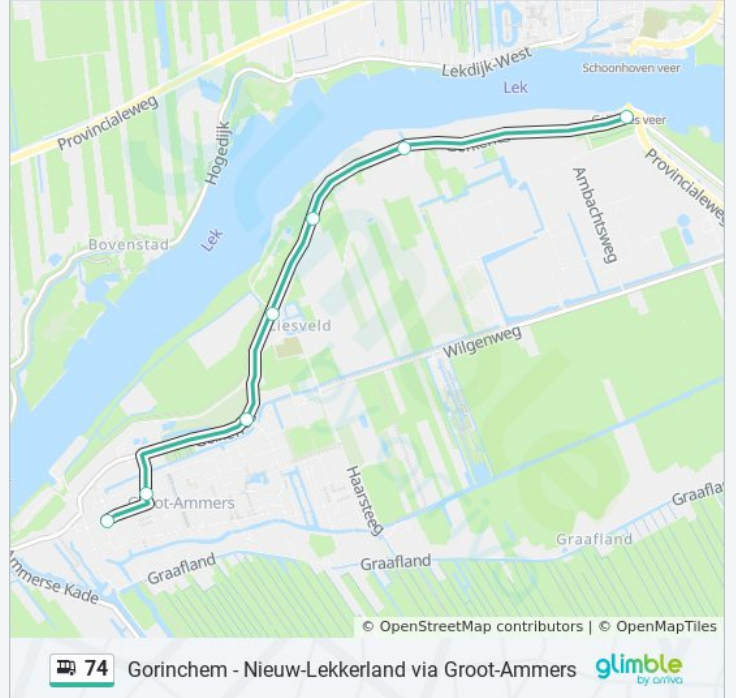 Lekdijk-West
Schoonhoven veer
Lek
Provincialeweg
Hogedijk
Provincialeweg
Ambachtsweg
Bovenstad
Lek
Liesveld
Wilgenweg
Groot-Ammers
Haarsteeg
Graafland
Graafland
Graafland
Ammerse Kade
© OpenStreetMap contributors | © OpenMapTiles
74 Gorinchem - Nieuw-Lekkerland via Groot-Ammers glimble
by arriva